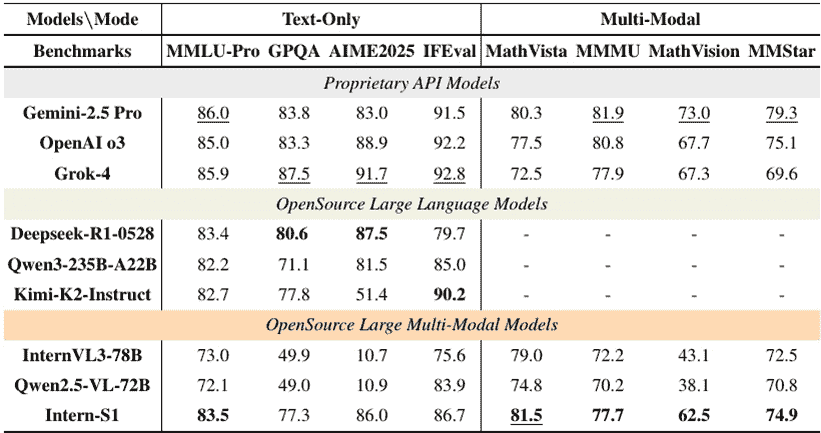 Models\Mode Text-Only Multi-Modal
Benchmarks MMLU-Pro GPQA AIME2025 IFEval MathVista MMMU MathVision MMStar
Proprietary API Models
Gemini-2.5 Pro 86.0 83.8 83.0 91.5 80.3 81.9 73.0 79.3
OpenAI o3 85.0 83.3 88.9 92.2 77.5 80.8 67.7 75.1
Grok-4 85.9 87.5 91.7 92.8 72.5 77.9 67.3 69.6
OpenSource Large Language Models
Deepseek-R1-0528 83.4 80.6 87.5 79.7 - - - -
Qwen3-235B-A22B 82.2 71.1 81.5 85.0 - - - -
Kimi-K2-Instruct 82.7 77.8 51.4 90.2 - - - -
OpenSource Large Multi-Modal Models
InternVL3-78B 73.0 49.9 10.7 75.6 79.0 72.2 43.1 72.5
Qwen2.5-VL-72B 72.1 49.0 10.9 83.9 74.8 70.2 38.1 70.8
Intern-S1 83.5 77.3 86.0 86.7 81.5 77.7 62.5 74.9